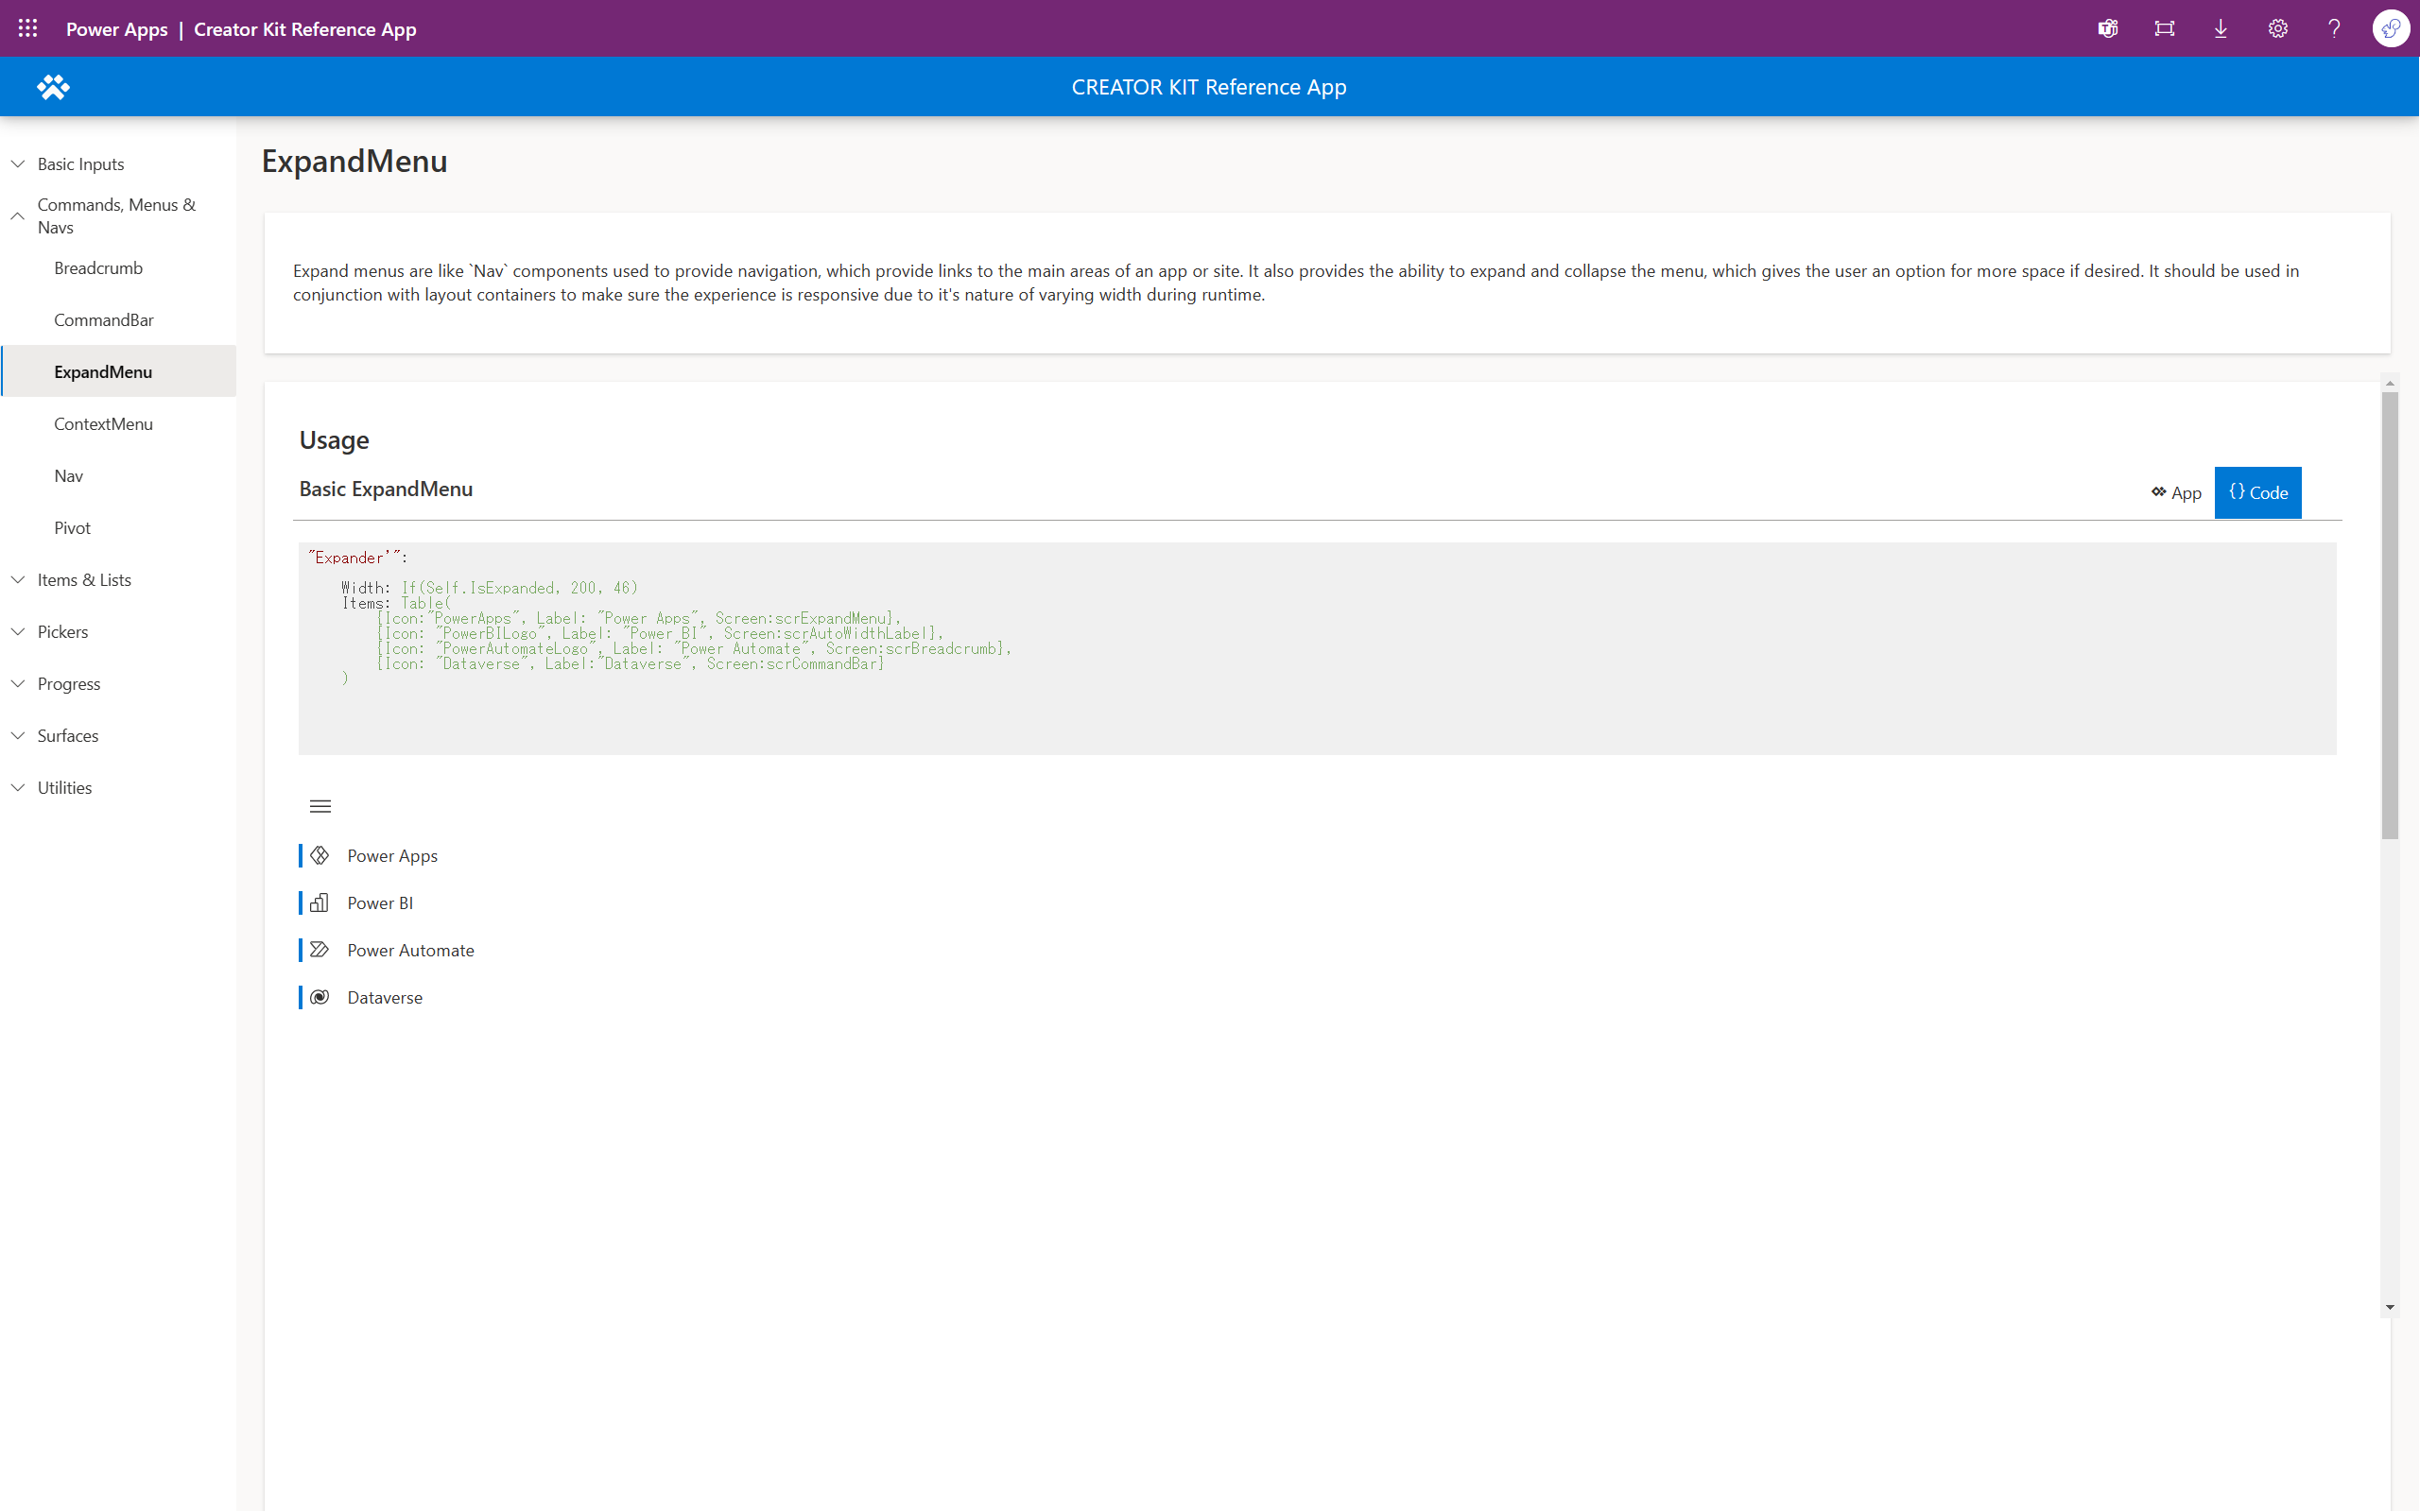 Power Apps | Creator Kit Reference App
CREATOR KIT Reference App
Basic Inputs
Commands, Menus &
Navs
Breadcrumb
CommandBar
ExpandMenu
ContextMenu
Nav
Pivot
Items & Lists
Pickers
Progress
Surfaces
Utilities
ExpandMenu
Expand menus are like `Nav` components used to provide navigation, which provide links to the main areas of an app or site. It also provides the ability to expand and collapse the menu, which gives the user an option for more space if desired. It should be used in
conjunction with layout containers to make sure the experience is responsive due to it's nature of varying width during runtime.
Usage
Basic ExpandMenu
App
{} Code
"Expander'":
Width: If(Self.IsExpanded, 200, 46)
Items: Table(
{Icon:"PowerApps", Label: "Power Apps", Screen:scrExpandMenu},
{Icon: "PowerBILogo", Label: "Power BI", Screen:scrAutoWidthLabel},
{Icon: "PowerAutomateLogo", Label: "Power Automate", Screen:scrBreadcrumb},
{Icon: "Dataverse", Label:"Dataverse", Screen:scrCommandBar}
)
Power Apps
Power BI
Power Automate
Dataverse